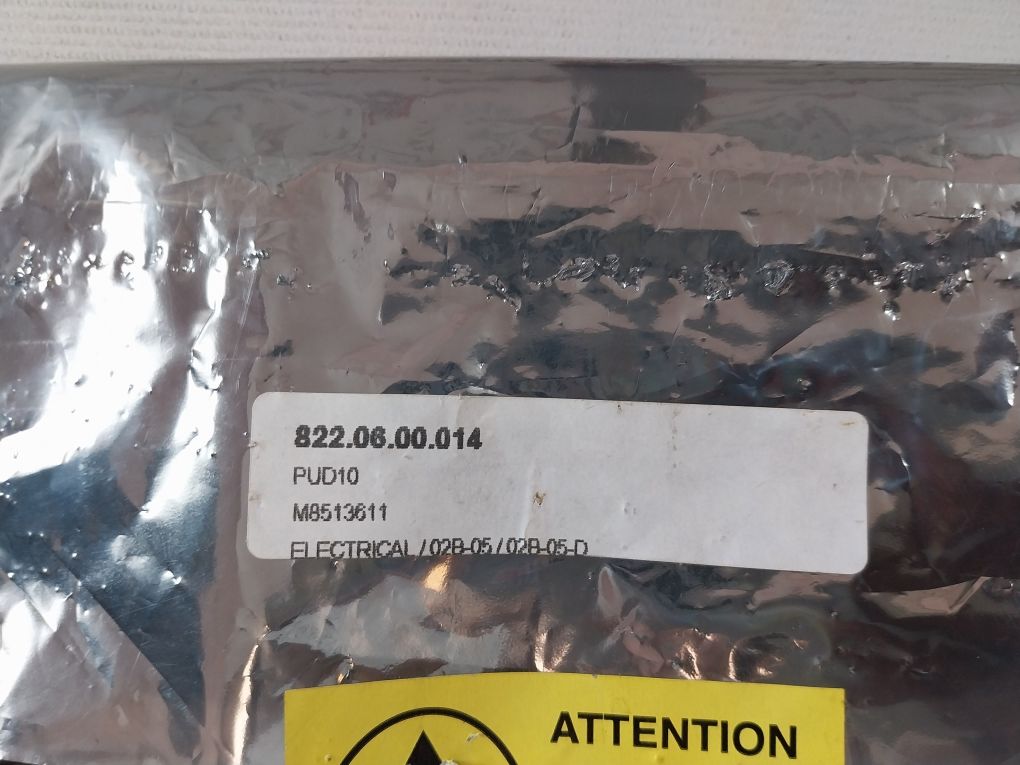 822.06.00.014
PUD10
M8513611
ELECTRICAL / 02B-05 / 02B-05-D
ATTENTION